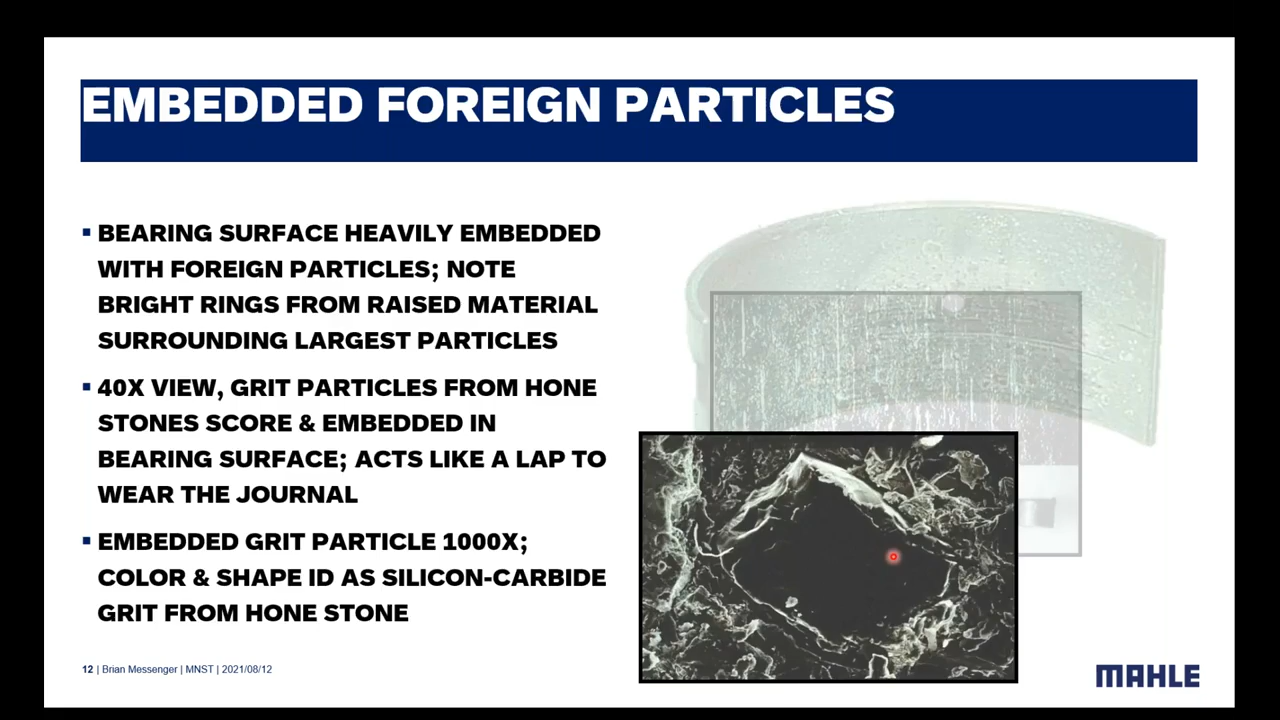 EMBEDDED FOREIGN PARTICLES
▪ BEARING SURFACE HEAVILY EMBEDDED
WITH FOREIGN PARTICLES; NOTE
BRIGHT RINGS FROM RAISED MATERIAL
SURROUNDING LARGEST PARTICLES
▪ 40X VIEW, GRIT PARTICLES FROM HONE
STONES SCORE & EMBEDDED IN
BEARING SURFACE; ACTS LIKE A LAP TO
WEAR THE JOURNAL
▪ EMBEDDED GRIT PARTICLE 1000X;
COLOR & SHAPE ID AS SILICON-CARBIDE
GRIT FROM HONE STONE
12 | Brian Messenger | MNST | 2021/08/12
MAHLE